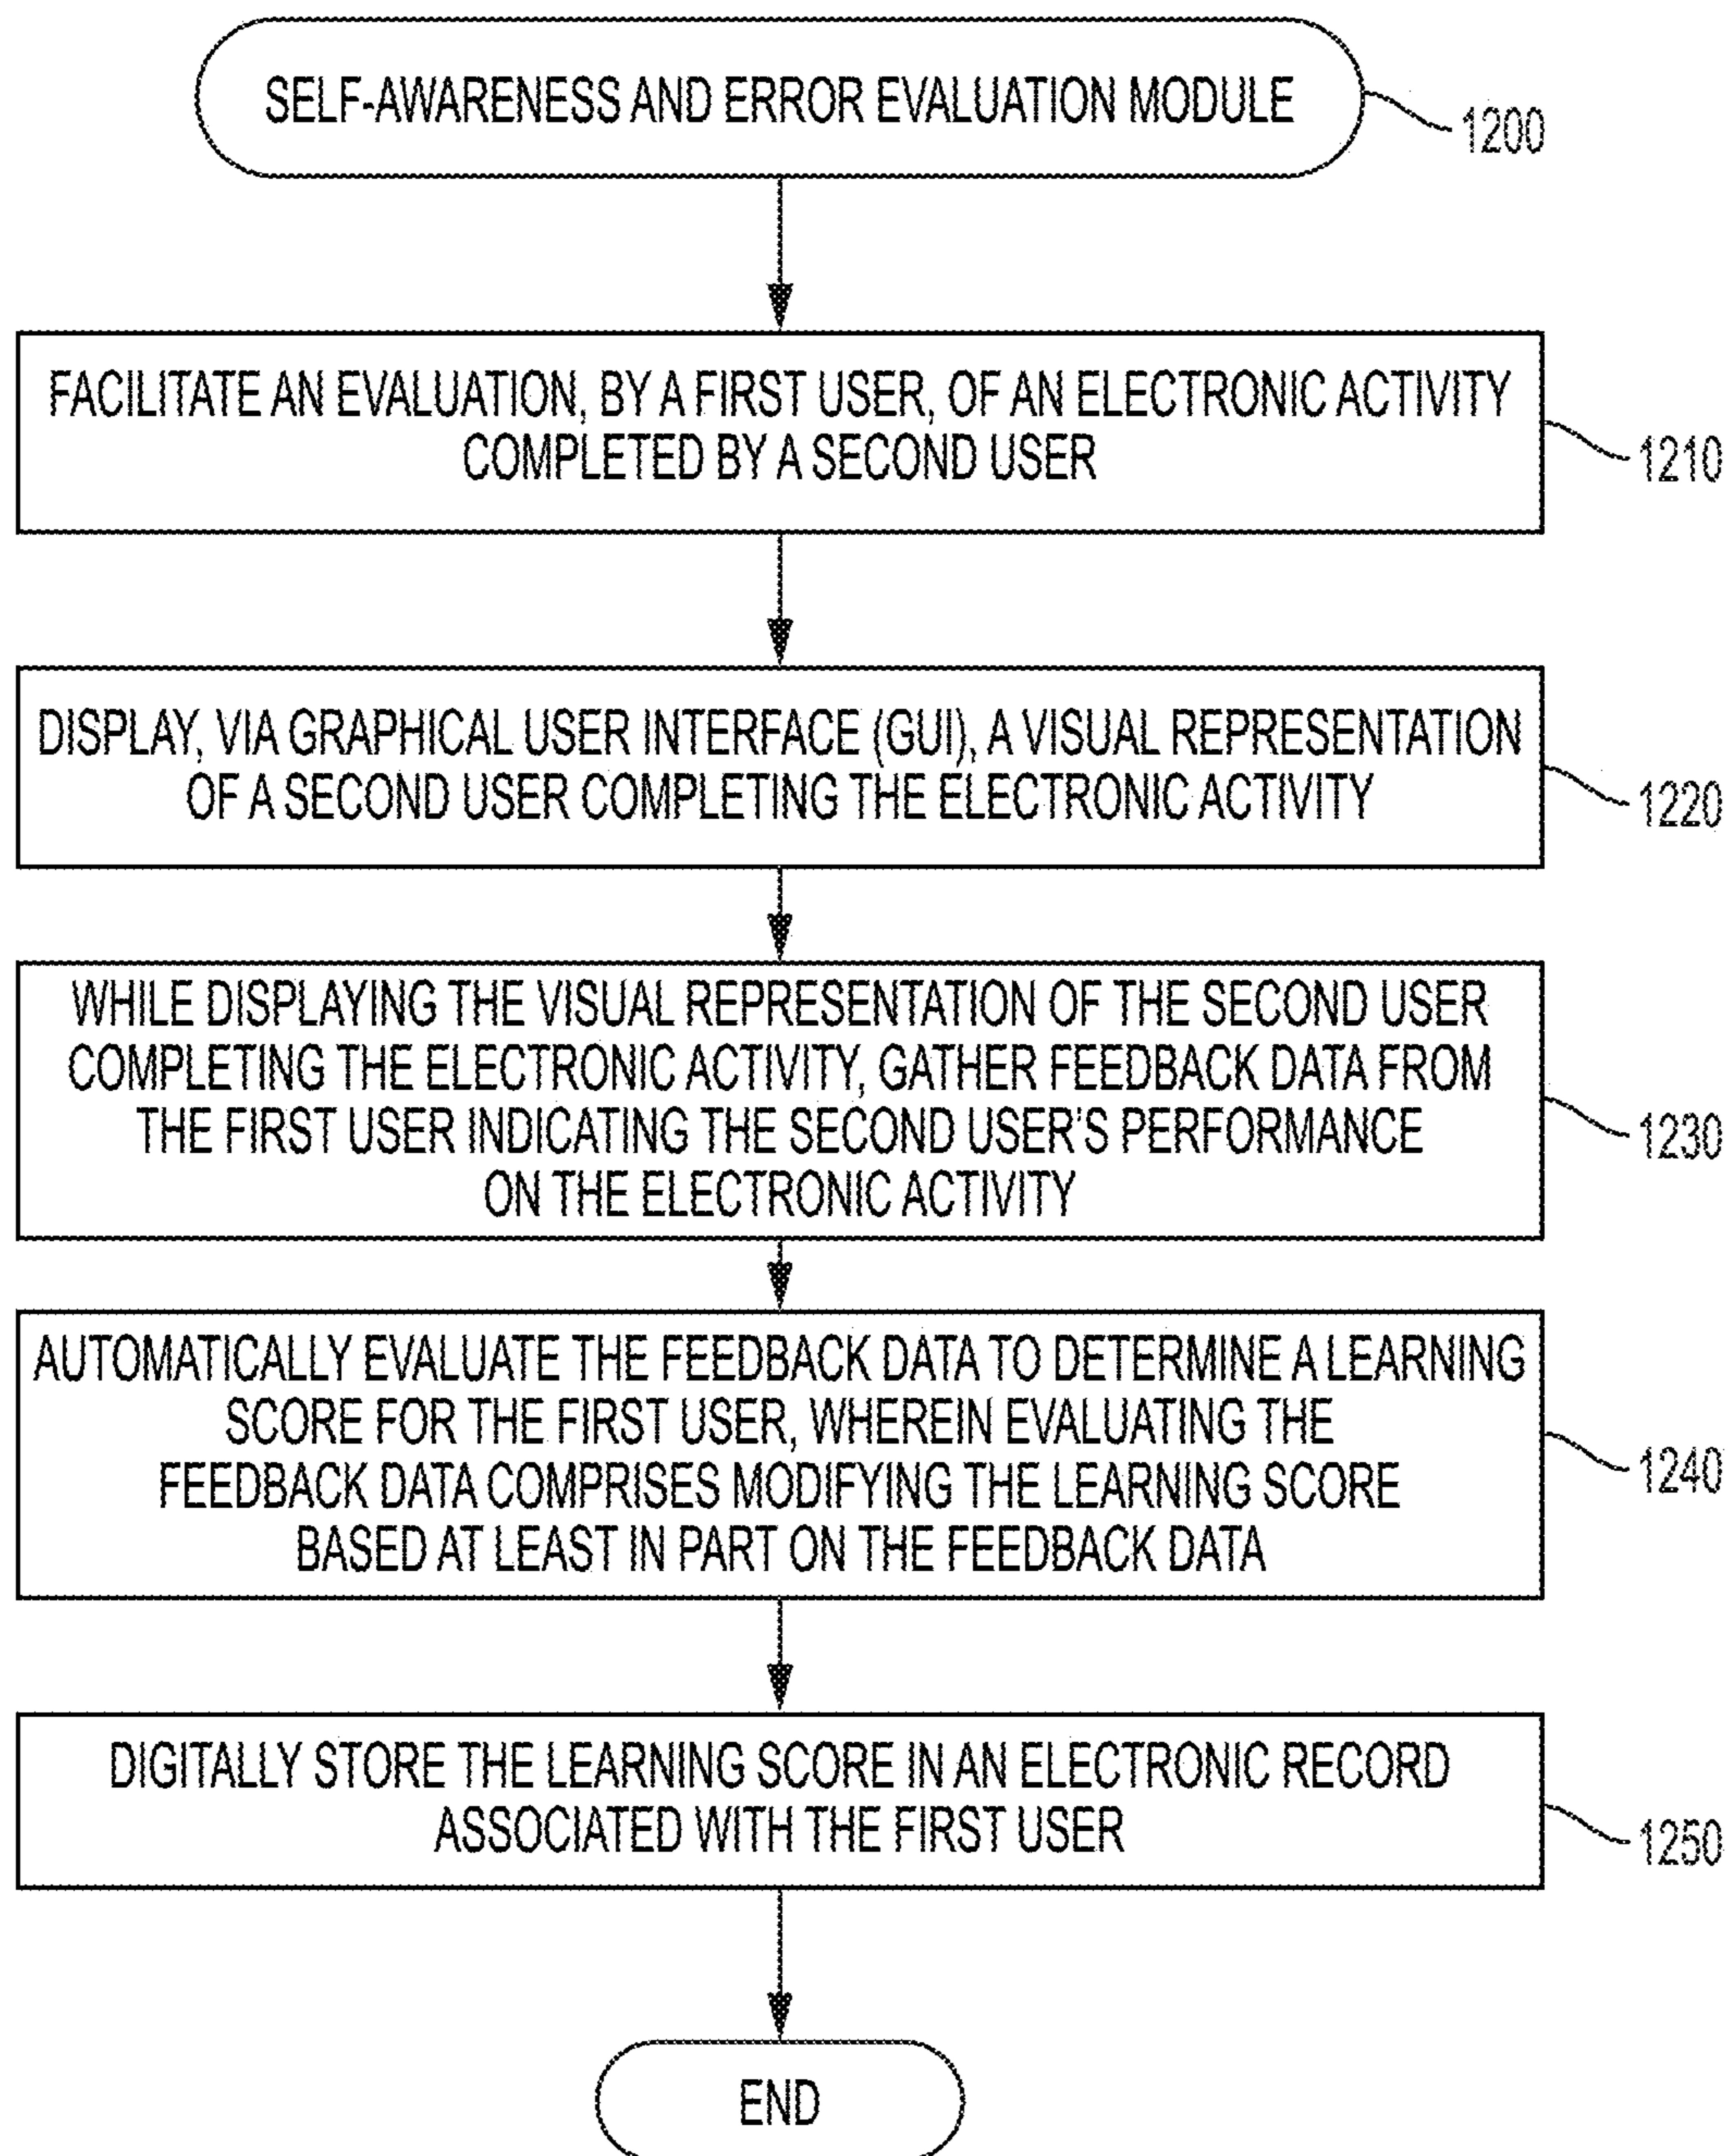 SELF-AWARENESS AND ERROR EVALUATION MODULE
1200
FACILITATE AN EVALUATION, BY A FIRST USER, OF AN ELECTRONIC ACTIVITY
COMPLETED BY A SECOND USER
1210
DISPLAY, VIA GRAPHICAL USER INTERFACE (GUI), A VISUAL REPRESENTATION
OF A SECOND USER COMPLETING THE ELECTRONIC ACTIVITY
1220
WHILE DISPLAYING THE VISUAL REPRESENTATION OF THE SECOND USER
COMPLETING THE ELECTRONIC ACTIVITY, GATHER FEEDBACK DATA FROM
THE FIRST USER INDICATING THE SECOND USER'S PERFORMANCE
ON THE ELECTRONIC ACTIVITY
1230
AUTOMATICALLY EVALUATE THE FEEDBACK DATA TO DETERMINE A LEARNING
SCORE FOR THE FIRST USER, WHEREIN EVALUATING THE
FEEDBACK DATA COMPRISES MODIFYING THE LEARNING SCORE
BASED AT LEAST IN PART ON THE FEEDBACK DATA
1240
DIGITALLY STORE THE LEARNING SCORE IN AN ELECTRONIC RECORD
ASSOCIATED WITH THE FIRST USER
1250
END